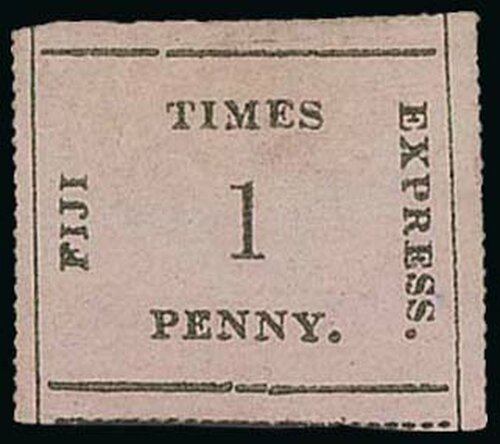 FIJI
TIMES
1
PENNY.
EXPRESS.